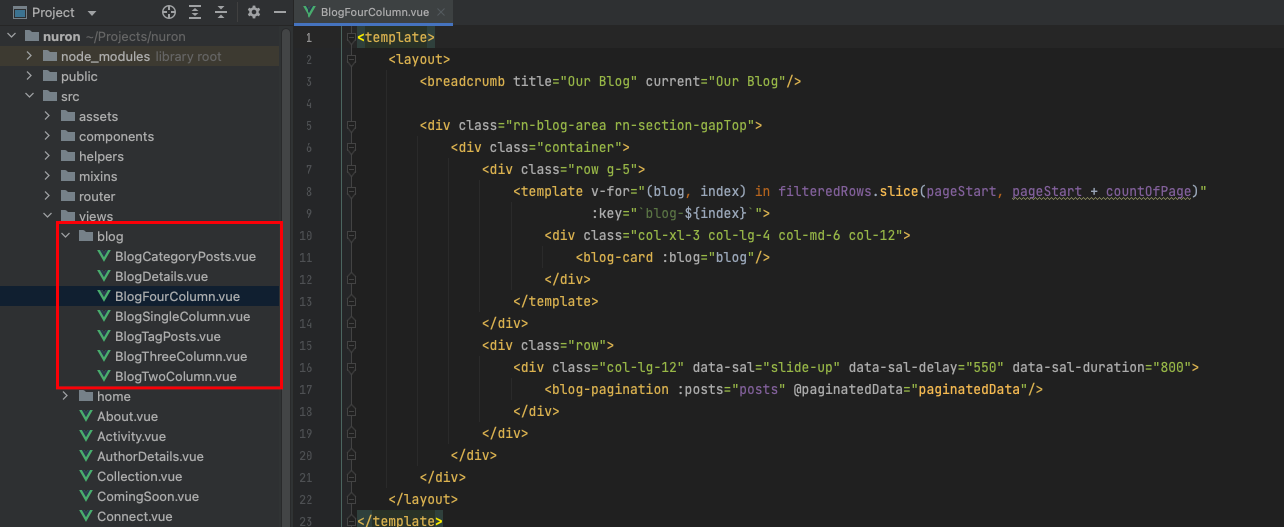 Project
nuron ~/Projects/nuron
node_modules library root
public
src
assets
components
helpers
mixins
router
views
blog
BlogCategoryPosts.vue
BlogDetails.vue
BlogFourColumn.vue
BlogSingleColumn.vue
BlogTagPosts.vue
BlogThreeColumn.vue
BlogTwoColumn.vue
home
About.vue
Activity.vue
AuthorDetails.vue
Collection.vue
ComingSoon.vue
Connect.vue
BlogFourColumn.vue
1 <template>
2 <layout>
3 <breadcrumb title="Our Blog" current="Our Blog"/>
4
5 <div class="rn-blog-area rn-section-gapTop">
6 <div class="container">
7 <div class="row g-5">
8 <template v-for="(blog, index) in filteredRows.slice(pageStart, pageStart + countOfPage)"
9 :key="`blog-${index}`">
10 <div class="col-xl-3 col-lg-4 col-md-6 col-12">
11 <blog-card :blog="blog"/>
12 </div>
13 </template>
14 </div>
15 <div class="row">
16 <div class="col-lg-12" data-sal="slide-up" data-sal-delay="550" data-sal-duration="800">
17 <blog-pagination :posts="posts" @paginatedData="paginatedData"/>
18 </div>
19 </div>
20 </div>
21 </div>
22 </layout>
23 </template>